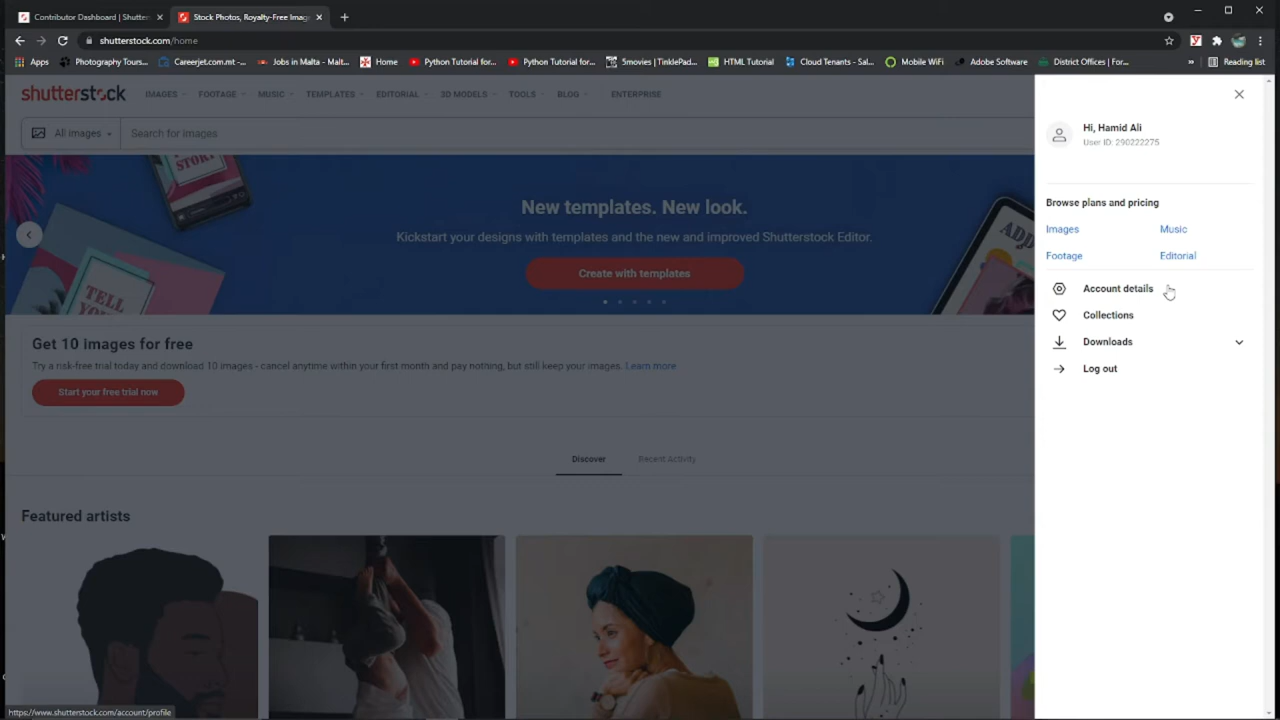 Contributor Dashboard | Shutter
Stock Photos, Royalty-Free Imag
shutterstock.com/home
Apps
Photography Tours...
Careerjet.com.mt -...
Jobs in Malta - Malt...
Home
Python Tutorial for...
Python Tutorial for...
5movies | TinklePad...
HTML Tutorial
Cloud Tenants - Sal...
Mobile WiFi
Adobe Software
District Offices | For...
»
Reading list
shutterstock
IMAGES
FOOTAGE
MUSIC
TEMPLATES
EDITORIAL
3D MODELS
TOOLS
BLOG
ENTERPRISE
All images
Search for images
STORY
TELL
New templates. New look.
Kickstart your designs with templates and the new and improved Shutterstock Editor.
Create with templates
Get 10 images for free
Try a risk-free trial today and download 10 images - cancel anytime within your first month and pay nothing, but still keep your images. Learn more
Start your free trial now
Discover
Recent Activity
Featured artists
Hi, Hamid Ali
User ID: 290222275
Browse plans and pricing
Images
Music
Footage
Editorial
Account details
Collections
Downloads
Log out
https://www.shutterstock.com/account/profile